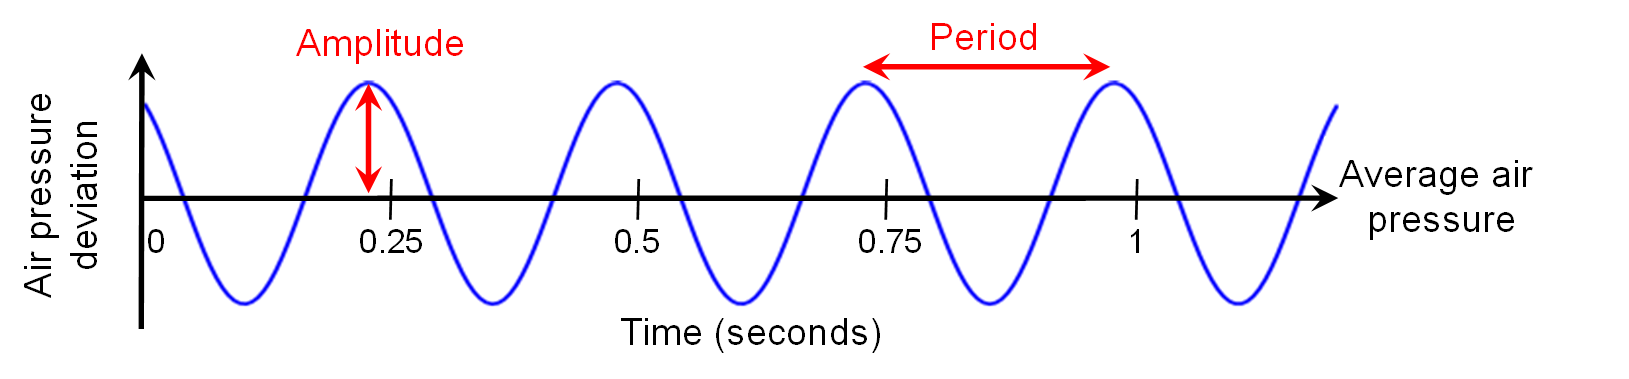 Amplitude
Period
Air pressure
deviation
Average air
pressure
0
0.25
0.5
0.75
1
Time (seconds)